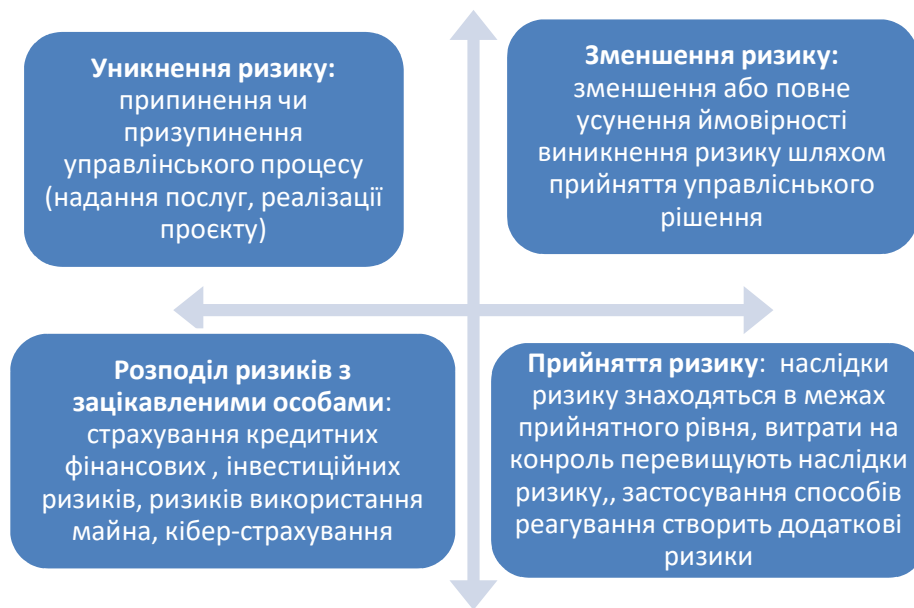 Уникнення ризику:
припинення чи
призупинення
управлінського процесу
(надання послуг, реалізації
проєкту)
Зменшення ризику:
зменшення або повне
усунення ймовірності
виникнення ризику шляхом
прийняття управліснького
рішення
Розподіл ризиків з
зацікавленими особами:
страхування кредитних
фінансових , інвестиційних
ризиків, ризиків використання
майна, кібер-страхування
Прийняття ризику:  наслідки
ризику знаходяться в межах
прийнятного рівня, витрати на
конроль перевищують наслідки
ризику,, застосування способів
реагування створить додаткові
ризики